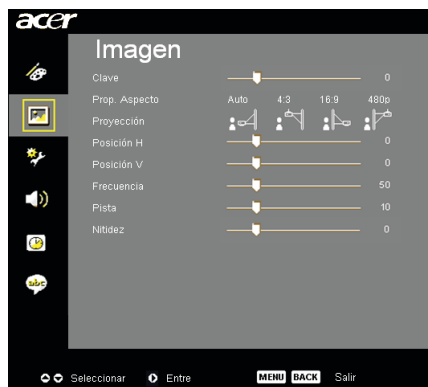 acer
Imagen
Clave 0
Prop. Aspecto Auto 4:3 16:9 480p
Proyección
Posición H 0
Posición V 0
Frecuencia 50
Pista 10
Nitidez 0
abc
Seleccionar Entre MENU BACK Salir